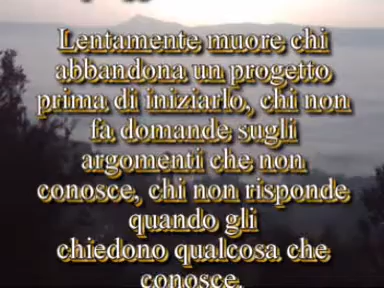 Lentamente muore chi
abbandona un progetto
prima di iniziarlo, chi non
fa domande sugli
argomenti che non
conosce, chi non risponde
quando gli
chiedono qualcosa che
conosce.